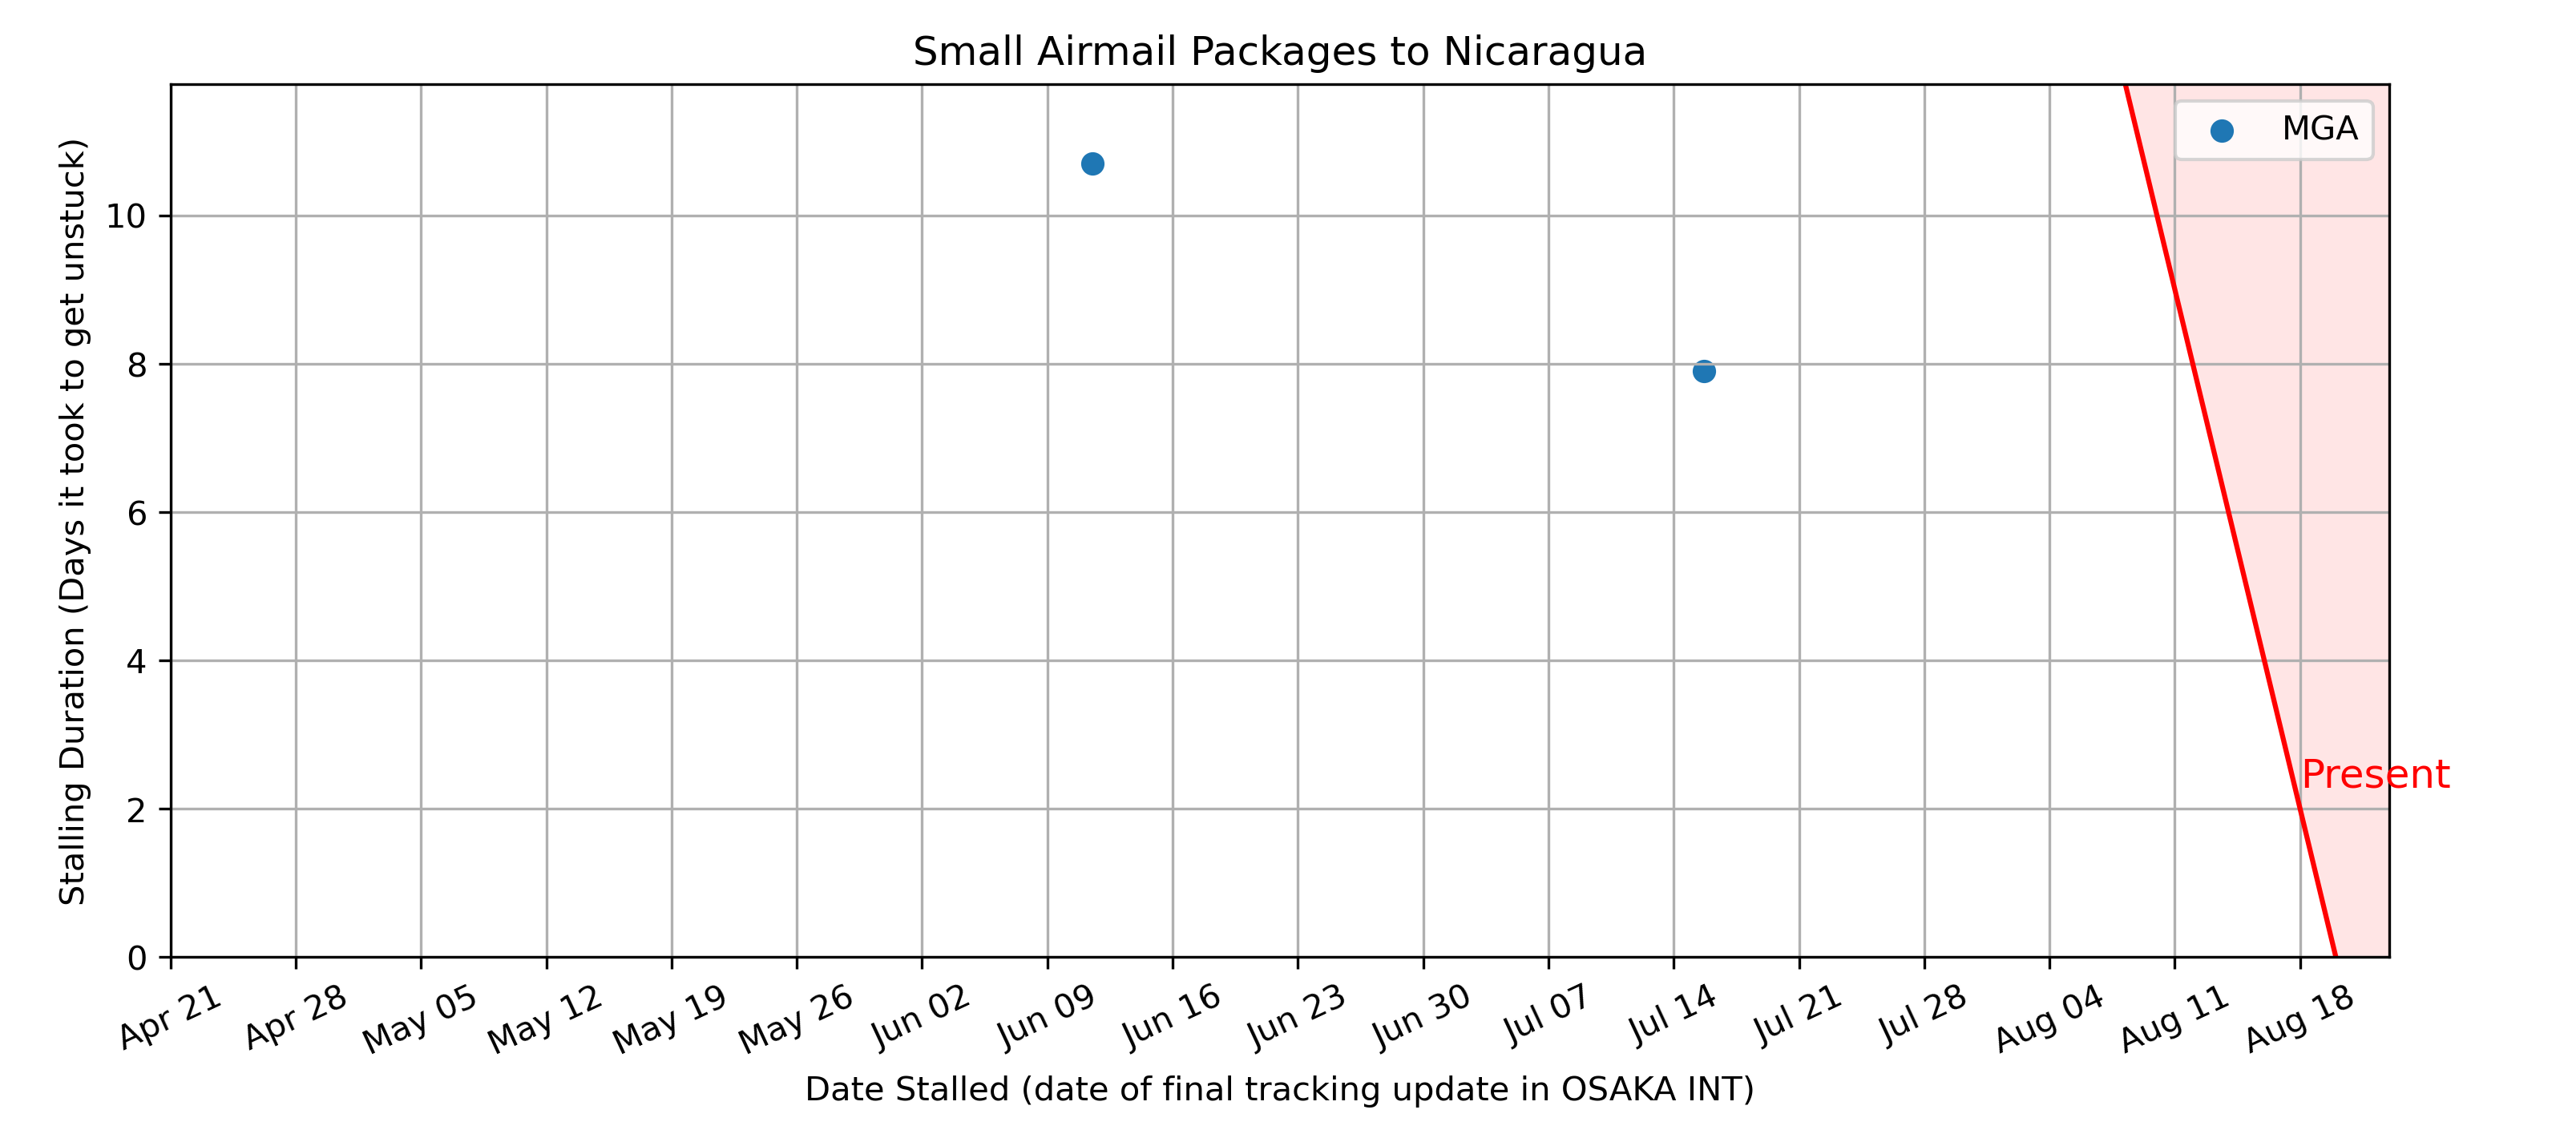 Small Airmail Packages to Nicaragua
MGA
Stalling Duration (Days it took to get unstuck)
10
8
6
4
2
0
Present
Apr 21
Apr 28
May 05
May 12
May 19
May 26
Jun 02
Jun 09
Jun 16
Jun 23
Jun 30
Jul 07
Jul 14
Jul 21
Jul 28
Aug 04
Aug 11
Aug 18
Date Stalled (date of final tracking update in OSAKA INT)